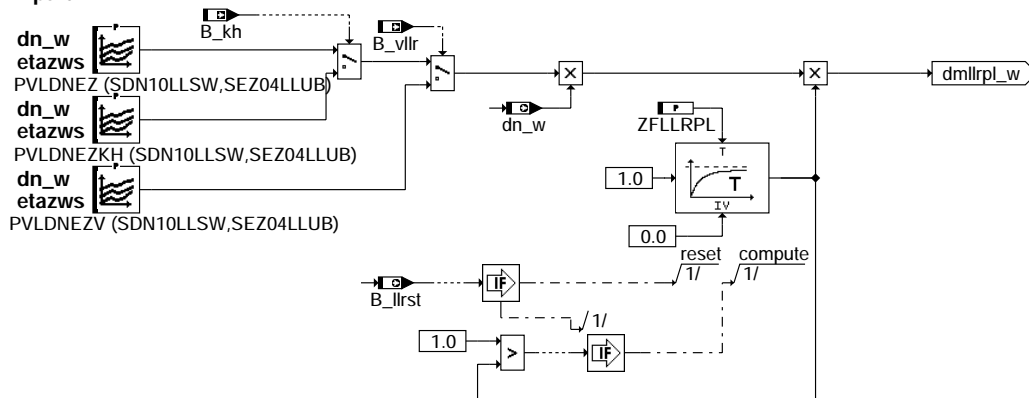 B_kh
B_vllr
P
dn_w
etazws
PVLDNEZ (SDN10LLSW,SEZ04LLUB)
P
dn_w
etazws
PVLDNEZKH (SDN10LLSW,SEZ04LLUB)
P
dn_w
etazws
PVLDNEZV (SDN10LLSW,SEZ04LLUB)
dn_w
dmllrpl_w
P
ZFLLRPL
T
1.0
T
IV
0.0
reset
1/
compute
1/
B_llrst
IF
1/
1.0
>
IF